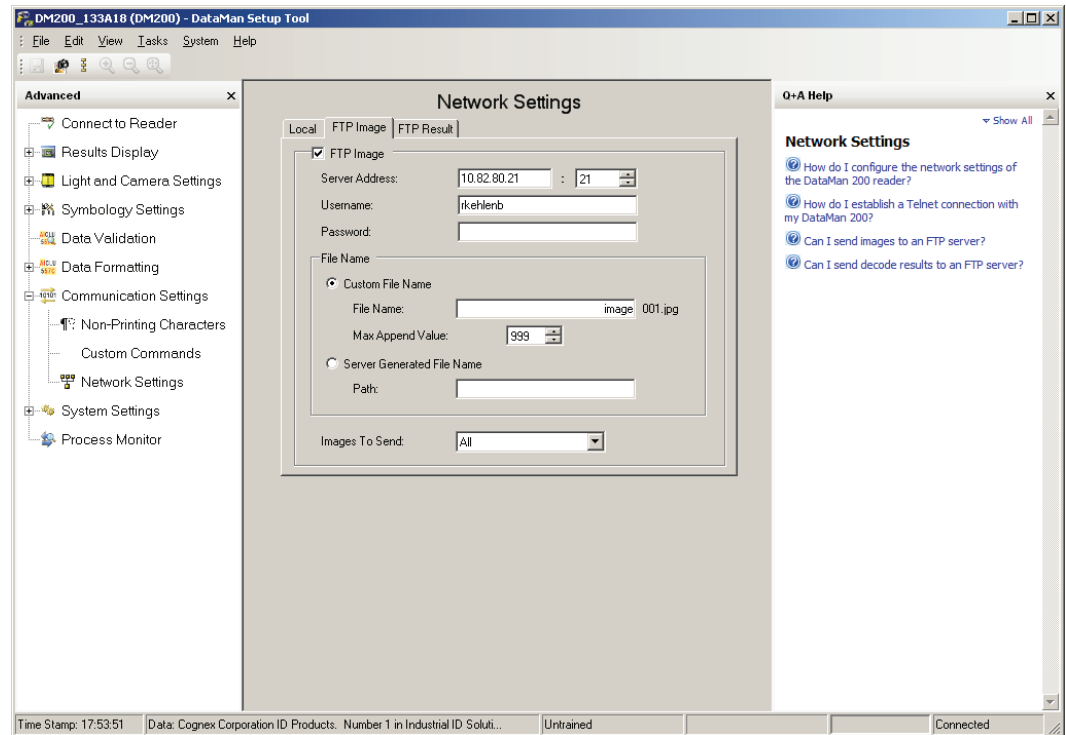 DM200_133A18 (DM200) - DataMan Setup Tool
File Edit View Tasks System Help
Advanced
Connect to Reader
Results Display
Light and Camera Settings
Symbology Settings
Data Validation
Data Formatting
Communication Settings
Non-Printing Characters
Custom Commands
Network Settings
System Settings
Process Monitor
Network Settings
Local FTP Image FTP Result
FTP Image
Server Address: 10.82.80.21 : 21
Username: rkehlenb
Password:
File Name
Custom File Name
File Name: image 001.jpg
Max Append Value: 999
Server Generated File Name
Path:
Images To Send: All
Q+A Help
Show All
Network Settings
How do I configure the network settings of
the DataMan 200 reader?
How do I establish a Telnet connection with
my DataMan 200?
Can I send images to an FTP server?
Can I send decode results to an FTP server?
Time Stamp: 17:53:51 Data: Cognex Corporation ID Products. Number 1 in Industrial ID Soluti... Untrained Connected